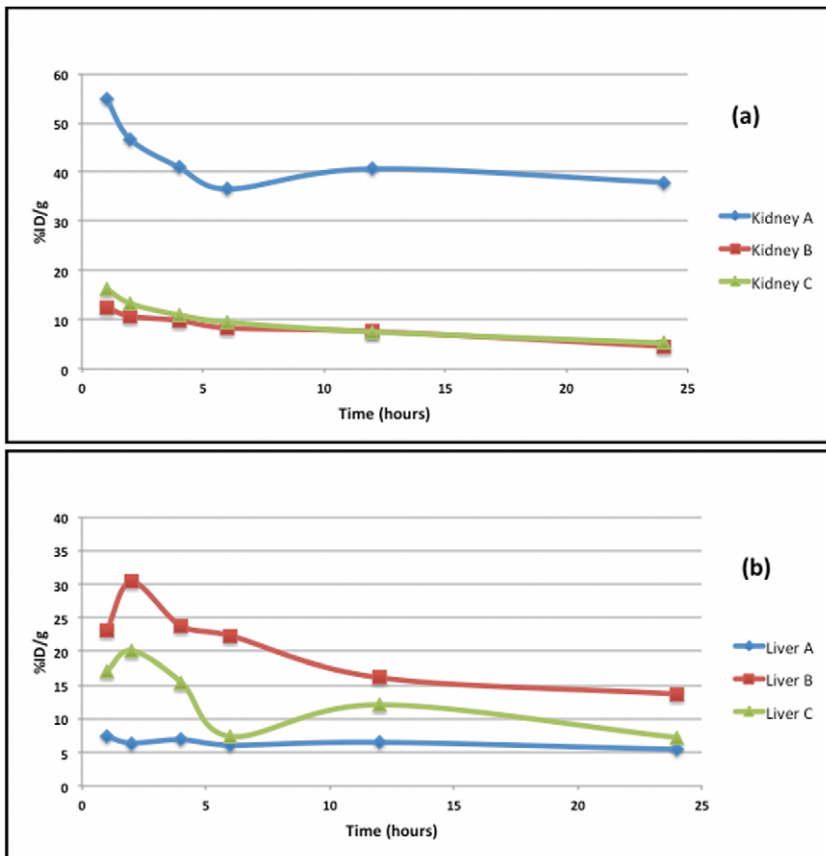 60
50
40
30
20
10
0
%ID/g
0 5 10 15 20 25
Time (hours)
(a)
Kidney A
Kidney B
Kidney C
40
35
30
25
20
15
10
5
0
%ID/g
0 5 10 15 20 25
Time (hours)
(b)
Liver A
Liver B
Liver C